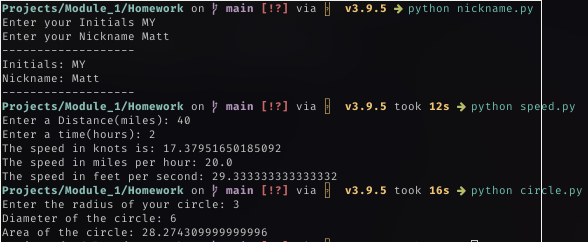 Projects/Module_1/Homework on main [!?] via v3.9.5 → python nickname.py
Enter your Initials MY
Enter your Nickname Matt
------------------
Initials: MY
Nickname: Matt
------------------
Projects/Module_1/Homework on main [!?] via v3.9.5 took 12s → python speed.py
Enter a Distance(miles): 40
Enter a time(hours): 2
The speed in knots is: 17.37951650185092
The speed in miles per hour: 20.0
The speed in feet per second: 29.333333333333332
Projects/Module_1/Homework on main [!?] via v3.9.5 took 16s → python circle.py
Enter the radius of your circle: 3
Diameter of the circle: 6
Area of the circle: 28.274309999999996